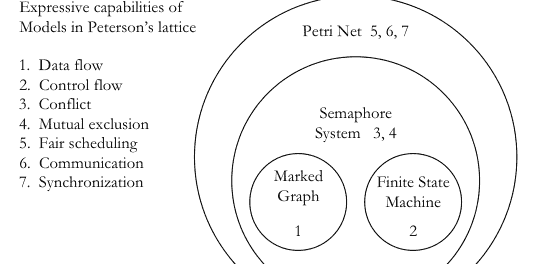 Expressive capabilities of
Models in Peterson’s lattice
1. Data flow
2. Control flow
3. Conflict
4. Mutual exclusion
5. Fair scheduling
6. Communication
7. Synchronization
Petri Net 5, 6, 7
Semaphore
System 3, 4
Marked
Graph
1
Finite State
Machine
2